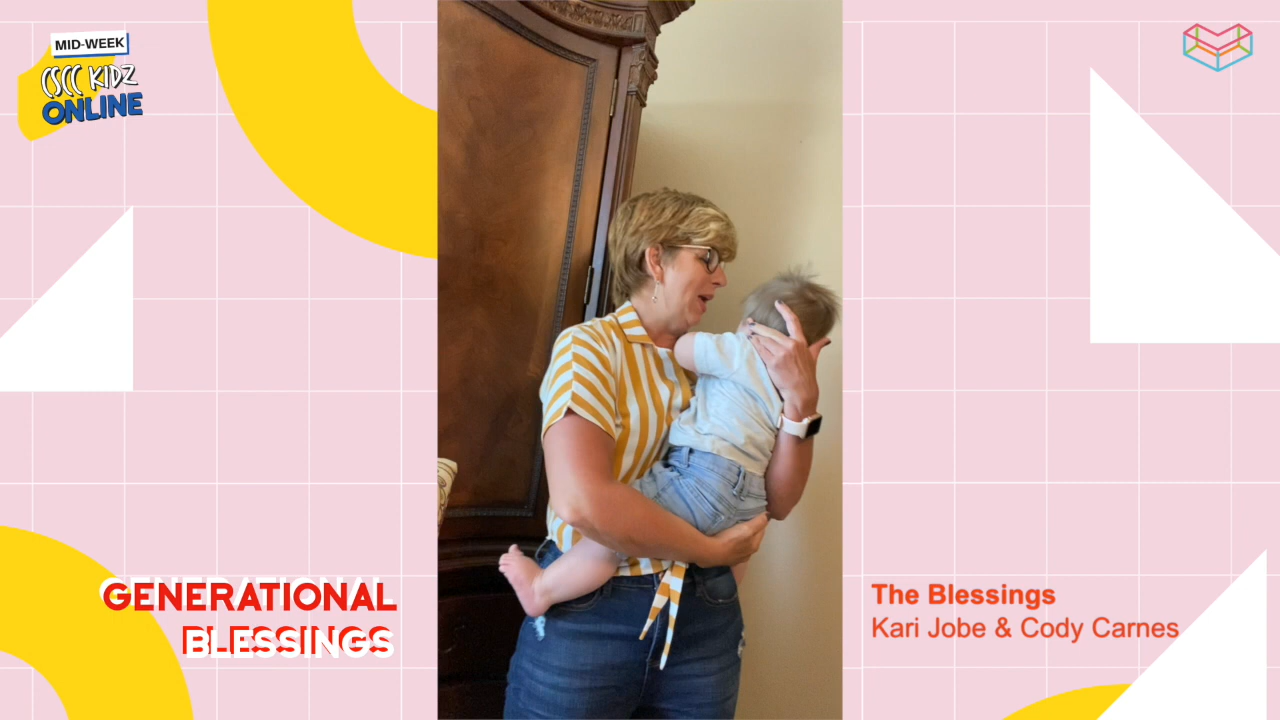 MID-WEEK
CSCC KIDZ
ONLINE
GENERATIONAL
BLESSINGS
The Blessings
Kari Jobe & Cody Carnes